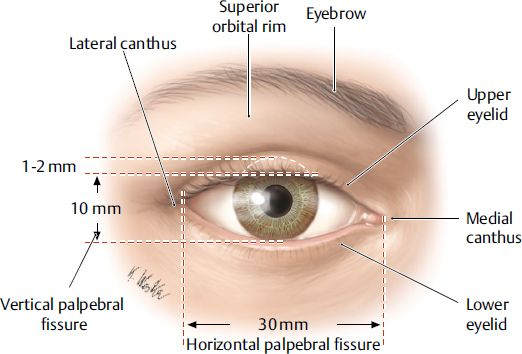 Superior
orbital rim
Eyebrow
Lateral canthus
Upper
eyelid
1-2 mm
10 mm
Medial
canthus
Vertical palpebral
fissure
Lower
eyelid
30 mm
Horizontal palpebral fissure